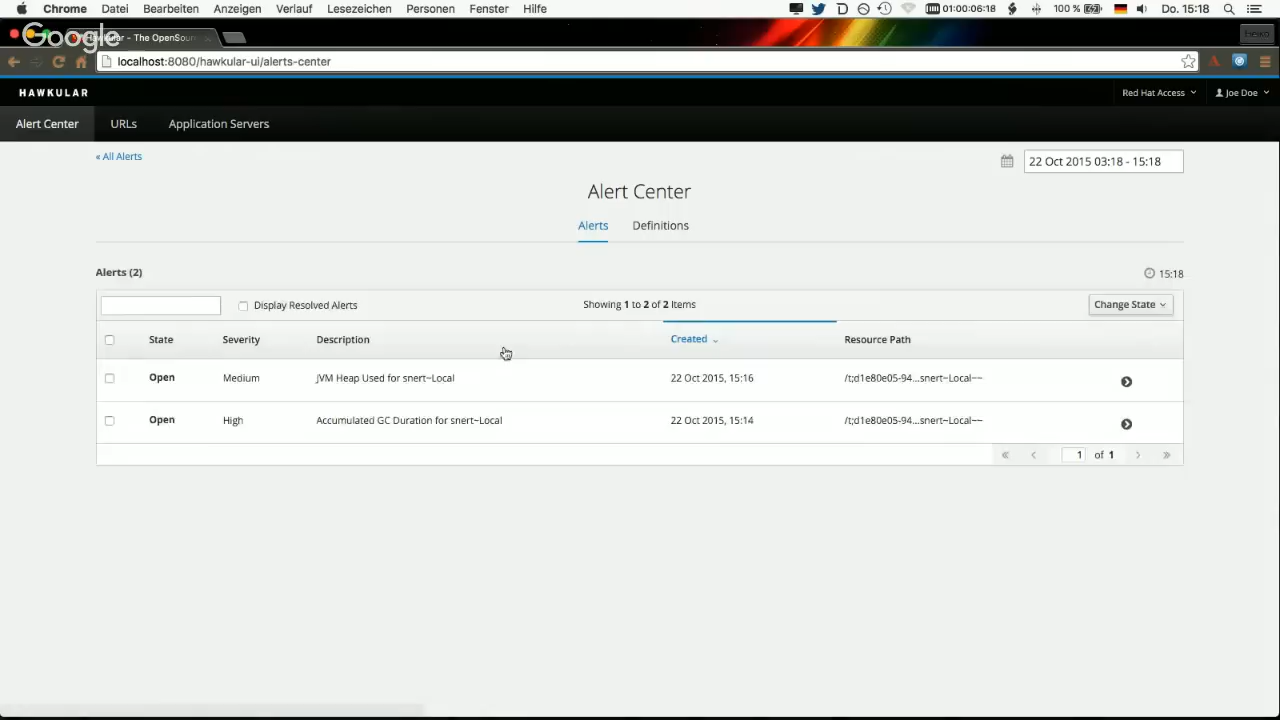 Chrome Datei Bearbeiten Anzeigen Verlauf Lesezeichen Personen Fenster Hilfe 01:00:06:18 100 % Do. 15:18
Google
Hawkular - The OpenSour
localhost:8080/hawkular-ui/alerts-center
HAWKULAR Red Hat Access Joe Doe
Alert Center URLs Application Servers
« All Alerts 22 Oct 2015 03:18 - 15:18
Alert Center
Alerts Definitions
Alerts (2) 15:18
Display Resolved Alerts Showing 1 to 2 of 2 Items Change State
State Severity Description Created Resource Path
Open Medium JVM Heap Used for snert~Local 22 Oct 2015, 15:16 /t;d1e80e05-94...snert~Local~~
Open High Accumulated GC Duration for snert~Local 22 Oct 2015, 15:14 /t;d1e80e05-94...snert~Local~~
« ‹ 1 of 1 › »